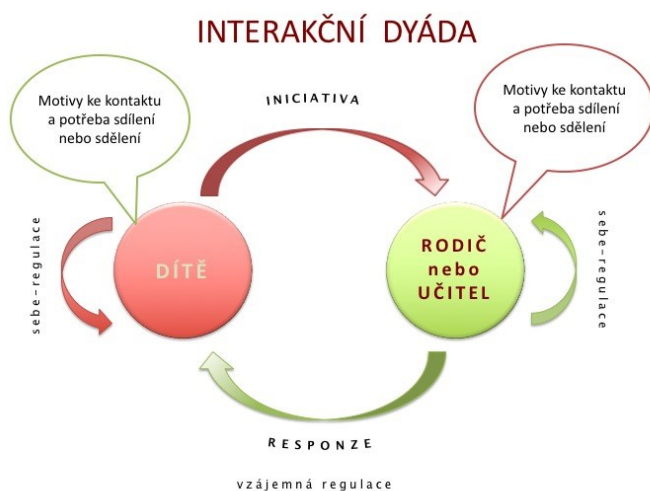 INTERAKČNÍ DYÁDA
Motivy ke kontaktu
a potřeba sdílení
nebo sdělení
INICIATIVA
Motivy ke kontaktu
a potřeba sdílení
nebo sdělení
sebe-regulace
DÍTĚ
RODIČ
nebo
UČITEL
sebe-regulace
RESPONZE
vzájemná regulace